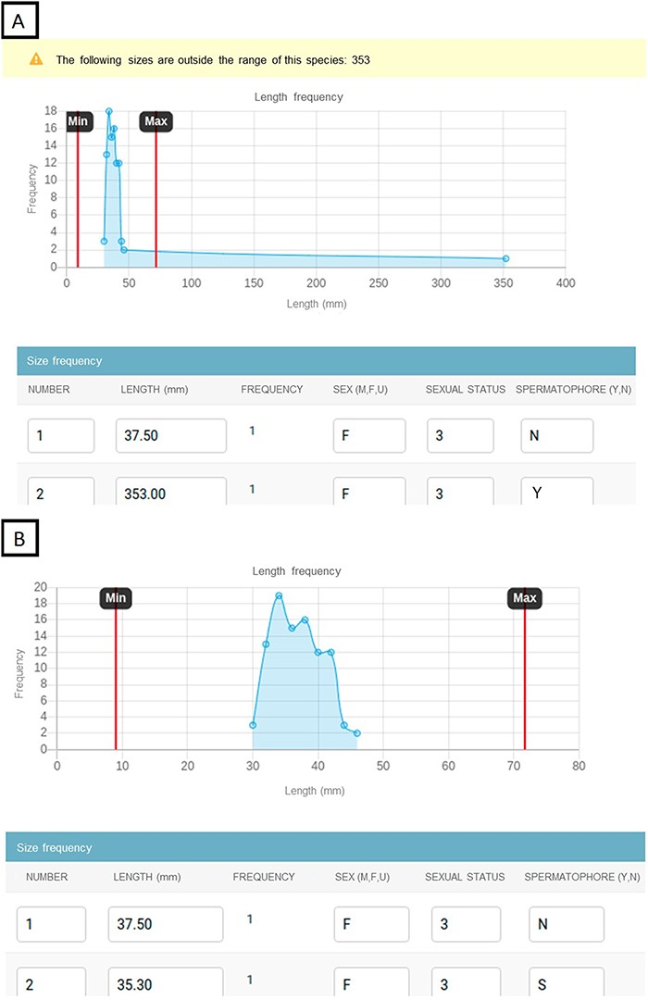 A
The following sizes are outside the range of this species: 353
Length frequency
Frequency
18
16
14
12
10
8
6
4
2
0
Min
Max
0 50 100 150 200 250 300 350 400
Length (mm)
Size frequency
NUMBER LENGTH (mm) FREQUENCY SEX (M,F,U) SEXUAL STATUS SPERMATOPHORE (Y,N)
1 37.50 1 F 3 N
2 353.00 1 F 3 Y
B
Length frequency
Frequency
20
18
16
14
12
10
8
6
4
2
0
Min
Max
0 10 20 30 40 50 60 70 80
Length (mm)
Size frequency
NUMBER LENGTH (mm) FREQUENCY SEX (M,F,U) SEXUAL STATUS SPERMATOPHORE (Y,N)
1 37.50 1 F 3 N
2 35.30 1 F 3 S